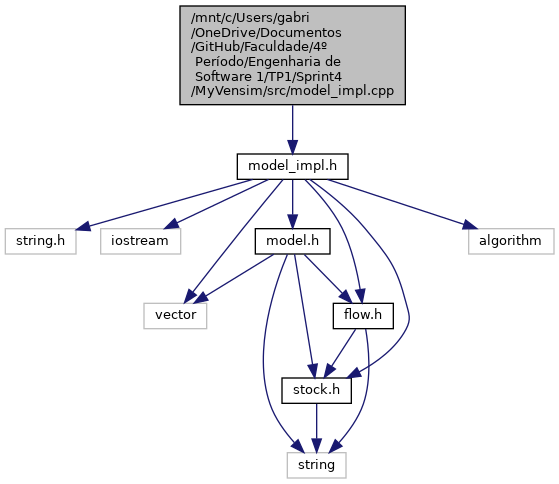 /mnt/c/Users/gabri
/OneDrive/Documentos
/GitHub/Faculdade/4º
Período/Engenharia de
Software 1/TP1/Sprint4
/MyVensim/src/model_impl.cpp
model_impl.h
string.h
iostream
model.h
algorithm
vector
flow.h
stock.h
string